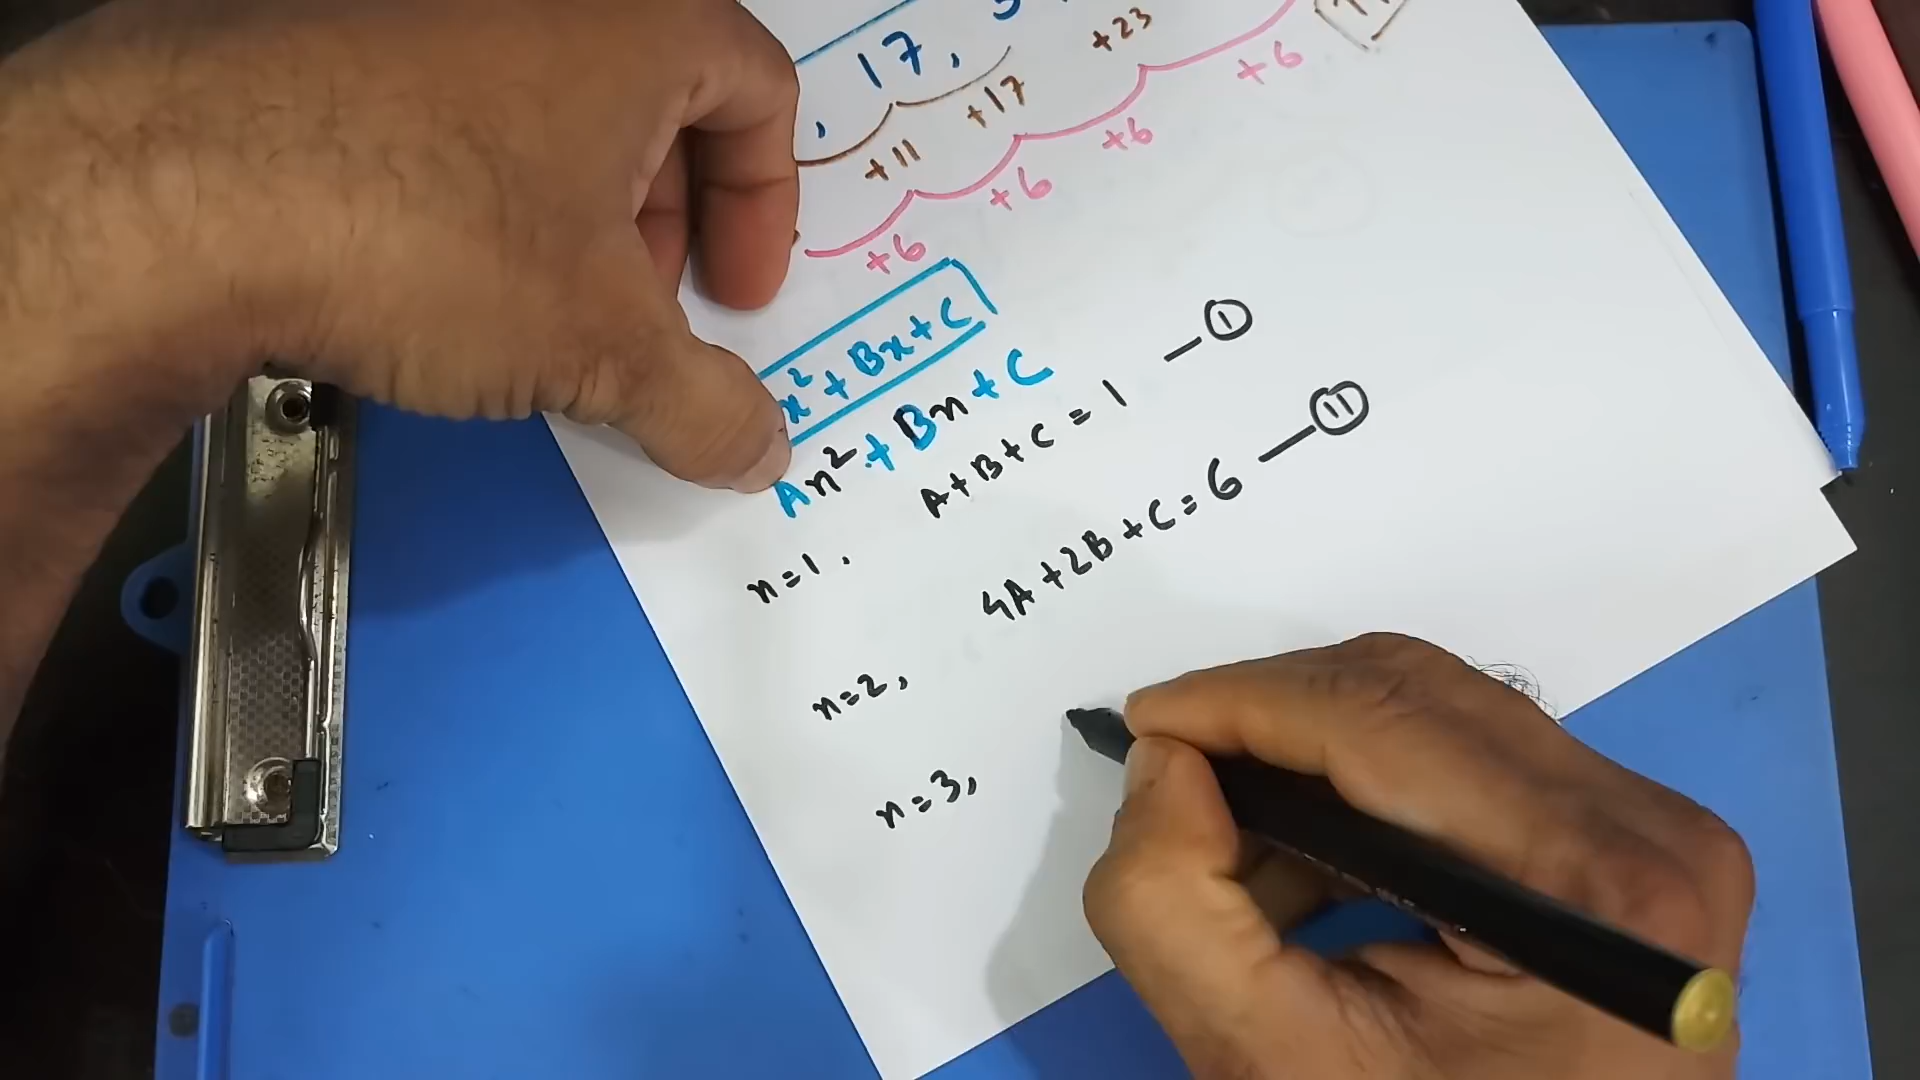 , 17,
+11 +17 +23
+6 +6 +6 +6
x² + Bx + C
An² + Bn + C
n=1, A+B+C = 1 — ①
n=2, 4A+2B+C = 6 — ⑪
n=3,